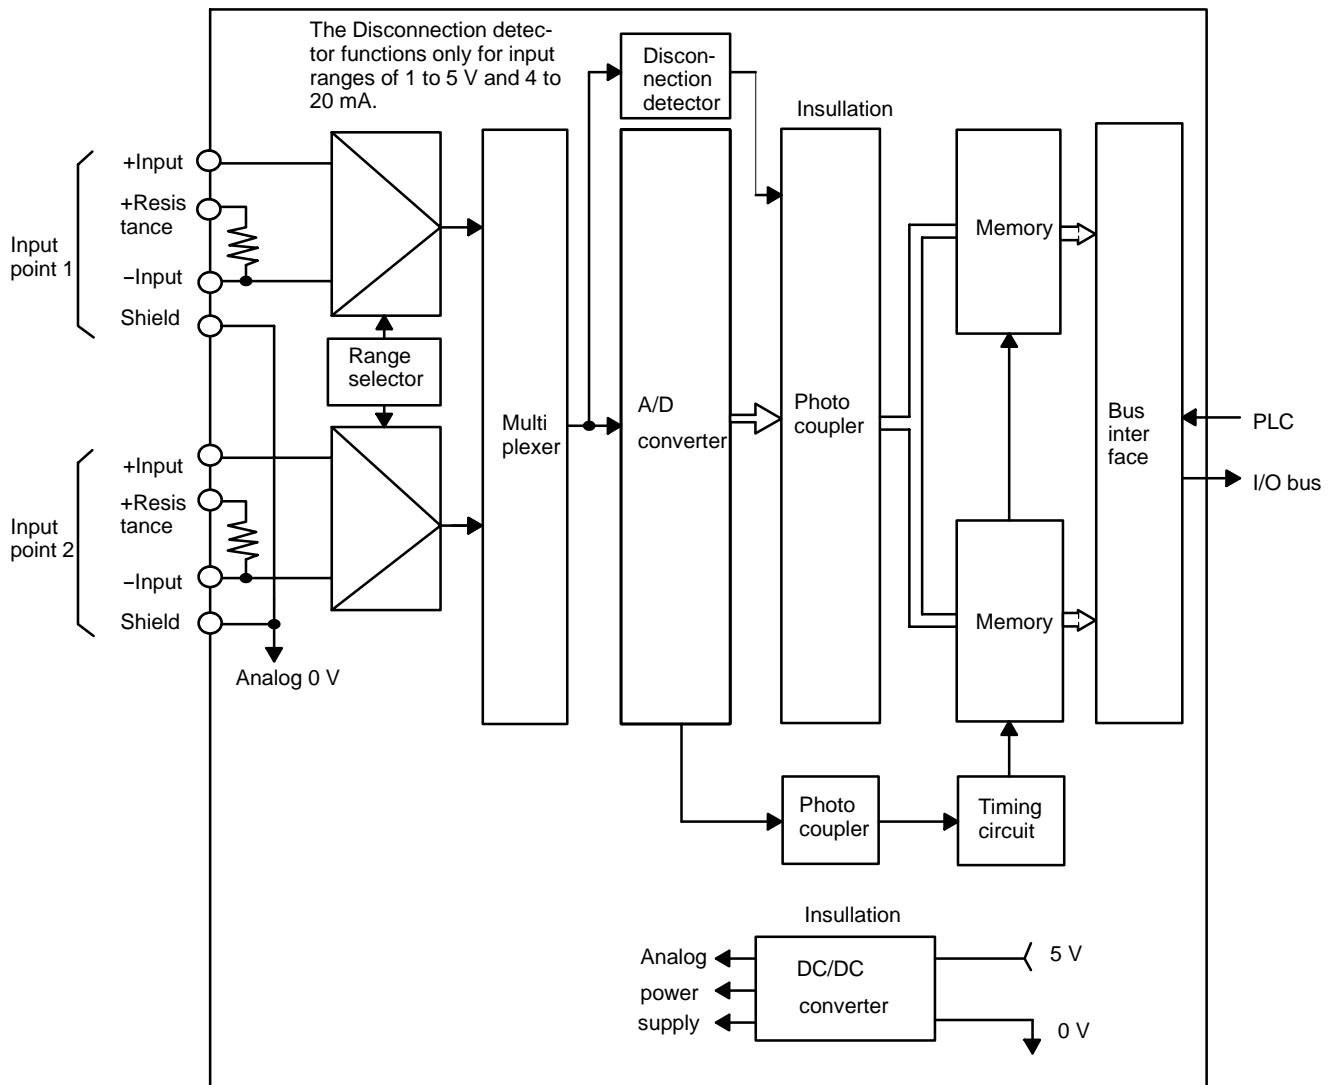 The Disconnection detec-
tor functions only for input
ranges of 1 to 5 V and 4 to
20 mA.
Discon-
nection
detector
Insullation
+Input
+Resis
tance
Input
point 1
–Input
Shield
Range
selector
Multi
plexer
A/D
converter
Photo
coupler
Memory
Bus
inter
face
PLC
I/O bus
+Input
+Resis
tance
Input
point 2
–Input
Shield
Analog 0 V
Memory
Photo
coupler
Timing
circuit
Insullation
Analog
power
supply
DC/DC
converter
5 V
0 V